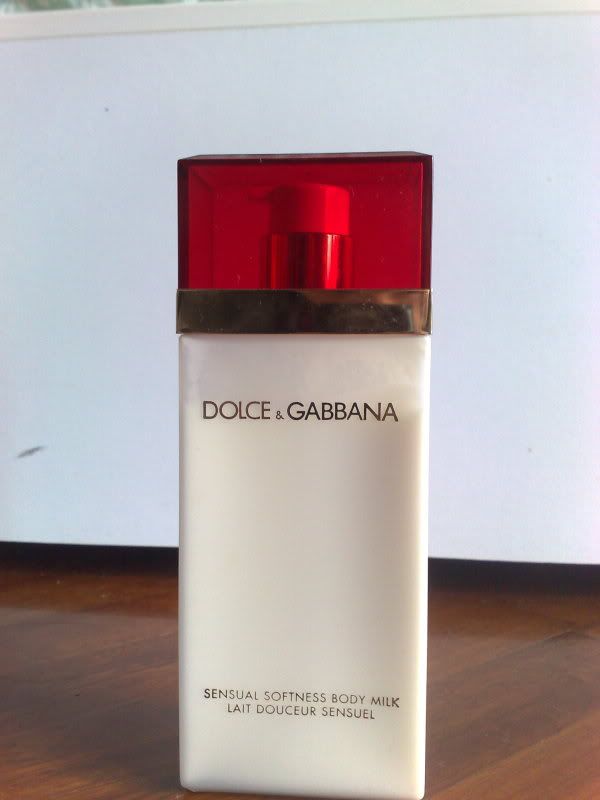 DOLCE & GABBANA
SENSUAL SOFTNESS BODY MILK
LAIT DOUCEUR SENSUEL